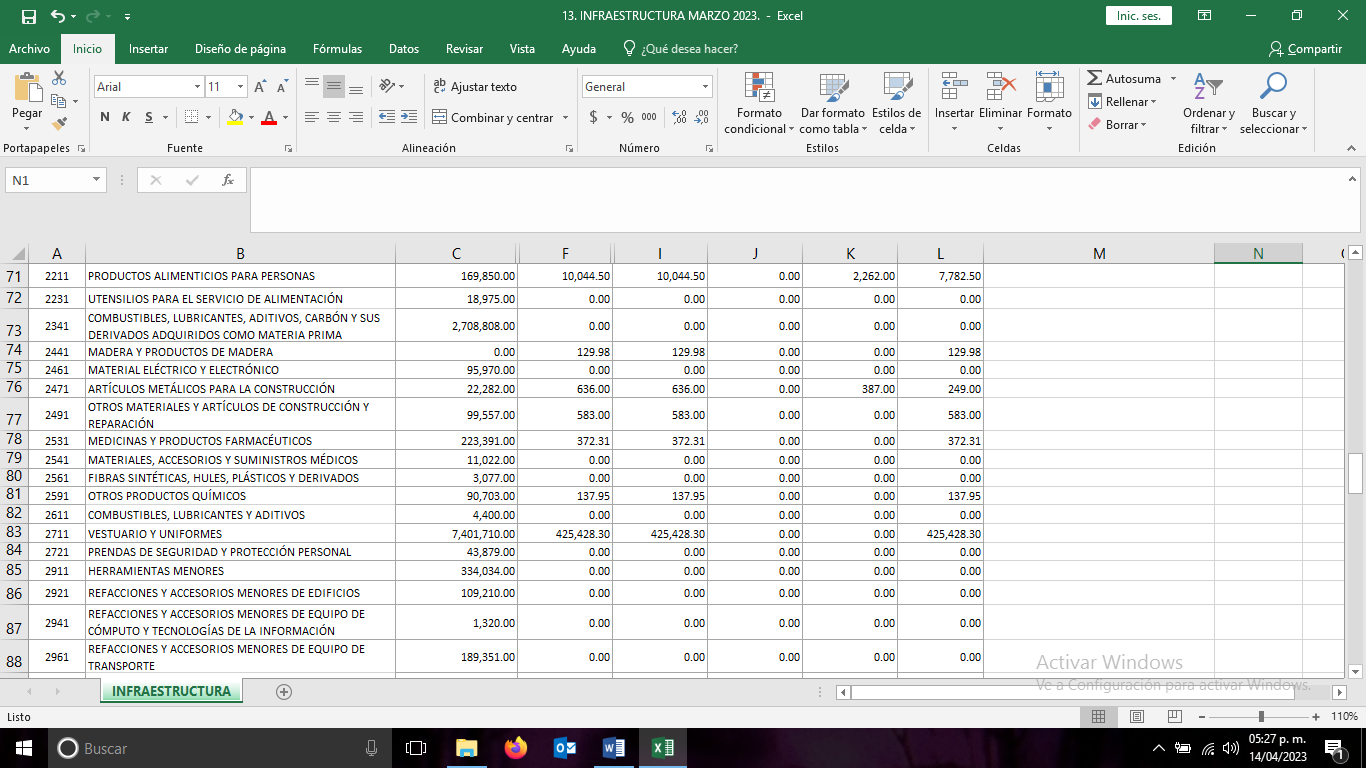 13. INFRAESTRUCTURA MARZO 2023. - Excel
Inic. ses.
Archivo Inicio Insertar Diseño de página Fórmulas Datos Revisar Vista Ayuda ¿Qué desea hacer? Compartir
Pegar
Portapapeles
Arial 11
N K S
Fuente
Ajustar texto
Combinar y centrar
Alineación
General
$ % 000
Número
Formato condicional
Dar formato como tabla
Estilos de celda
Estilos
Insertar Eliminar Formato
Celdas
Autosuma
Rellenar
Borrar
Ordenar y filtrar
Buscar y seleccionar
Edición
N1 fx
A B C F I J K L M N
71 2211 PRODUCTOS ALIMENTICIOS PARA PERSONAS 169,850.00 10,044.50 10,044.50 0.00 2,262.00 7,782.50
72 2231 UTENSILIOS PARA EL SERVICIO DE ALIMENTACIÓN 18,975.00 0.00 0.00 0.00 0.00 0.00
73 2341 COMBUSTIBLES, LUBRICANTES, ADITIVOS, CARBÓN Y SUS
DERIVADOS ADQUIRIDOS COMO MATERIA PRIMA 2,708,808.00 0.00 0.00 0.00 0.00 0.00
74 2441 MADERA Y PRODUCTOS DE MADERA 0.00 129.98 129.98 0.00 0.00 129.98
75 2461 MATERIAL ELÉCTRICO Y ELECTRÓNICO 95,970.00 0.00 0.00 0.00 0.00 0.00
76 2471 ARTÍCULOS METÁLICOS PARA LA CONSTRUCCIÓN 22,282.00 636.00 636.00 0.00 387.00 249.00
77 2491 OTROS MATERIALES Y ARTÍCULOS DE CONSTRUCCIÓN Y
REPARACIÓN 99,557.00 583.00 583.00 0.00 0.00 583.00
78 2531 MEDICINAS Y PRODUCTOS FARMACÉUTICOS 223,391.00 372.31 372.31 0.00 0.00 372.31
79 2541 MATERIALES, ACCESORIOS Y SUMINISTROS MÉDICOS 11,022.00 0.00 0.00 0.00 0.00 0.00
80 2561 FIBRAS SINTÉTICAS, HULES, PLÁSTICOS Y DERIVADOS 3,077.00 0.00 0.00 0.00 0.00 0.00
81 2591 OTROS PRODUCTOS QUÍMICOS 90,703.00 137.95 137.95 0.00 0.00 137.95
82 2611 COMBUSTIBLES, LUBRICANTES Y ADITIVOS 4,400.00 0.00 0.00 0.00 0.00 0.00
83 2711 VESTUARIO Y UNIFORMES 7,401,710.00 425,428.30 425,428.30 0.00 0.00 425,428.30
84 2721 PRENDAS DE SEGURIDAD Y PROTECCIÓN PERSONAL 43,879.00 0.00 0.00 0.00 0.00 0.00
85 2911 HERRAMIENTAS MENORES 334,034.00 0.00 0.00 0.00 0.00 0.00
86 2921 REFACCIONES Y ACCESORIOS MENORES DE EDIFICIOS 109,210.00 0.00 0.00 0.00 0.00 0.00
87 2941 REFACCIONES Y ACCESORIOS MENORES DE EQUIPO DE
CÓMPUTO Y TECNOLOGÍAS DE LA INFORMACIÓN 1,320.00 0.00 0.00 0.00 0.00 0.00
88 2961 REFACCIONES Y ACCESORIOS MENORES DE EQUIPO DE
TRANSPORTE 189,351.00 0.00 0.00 0.00 0.00 0.00
Activar Windows
Ve a Configuración para activar Windows.
INFRAESTRUCTURA
Listo 110%
Buscar
05:27 p. m.
14/04/2023
1